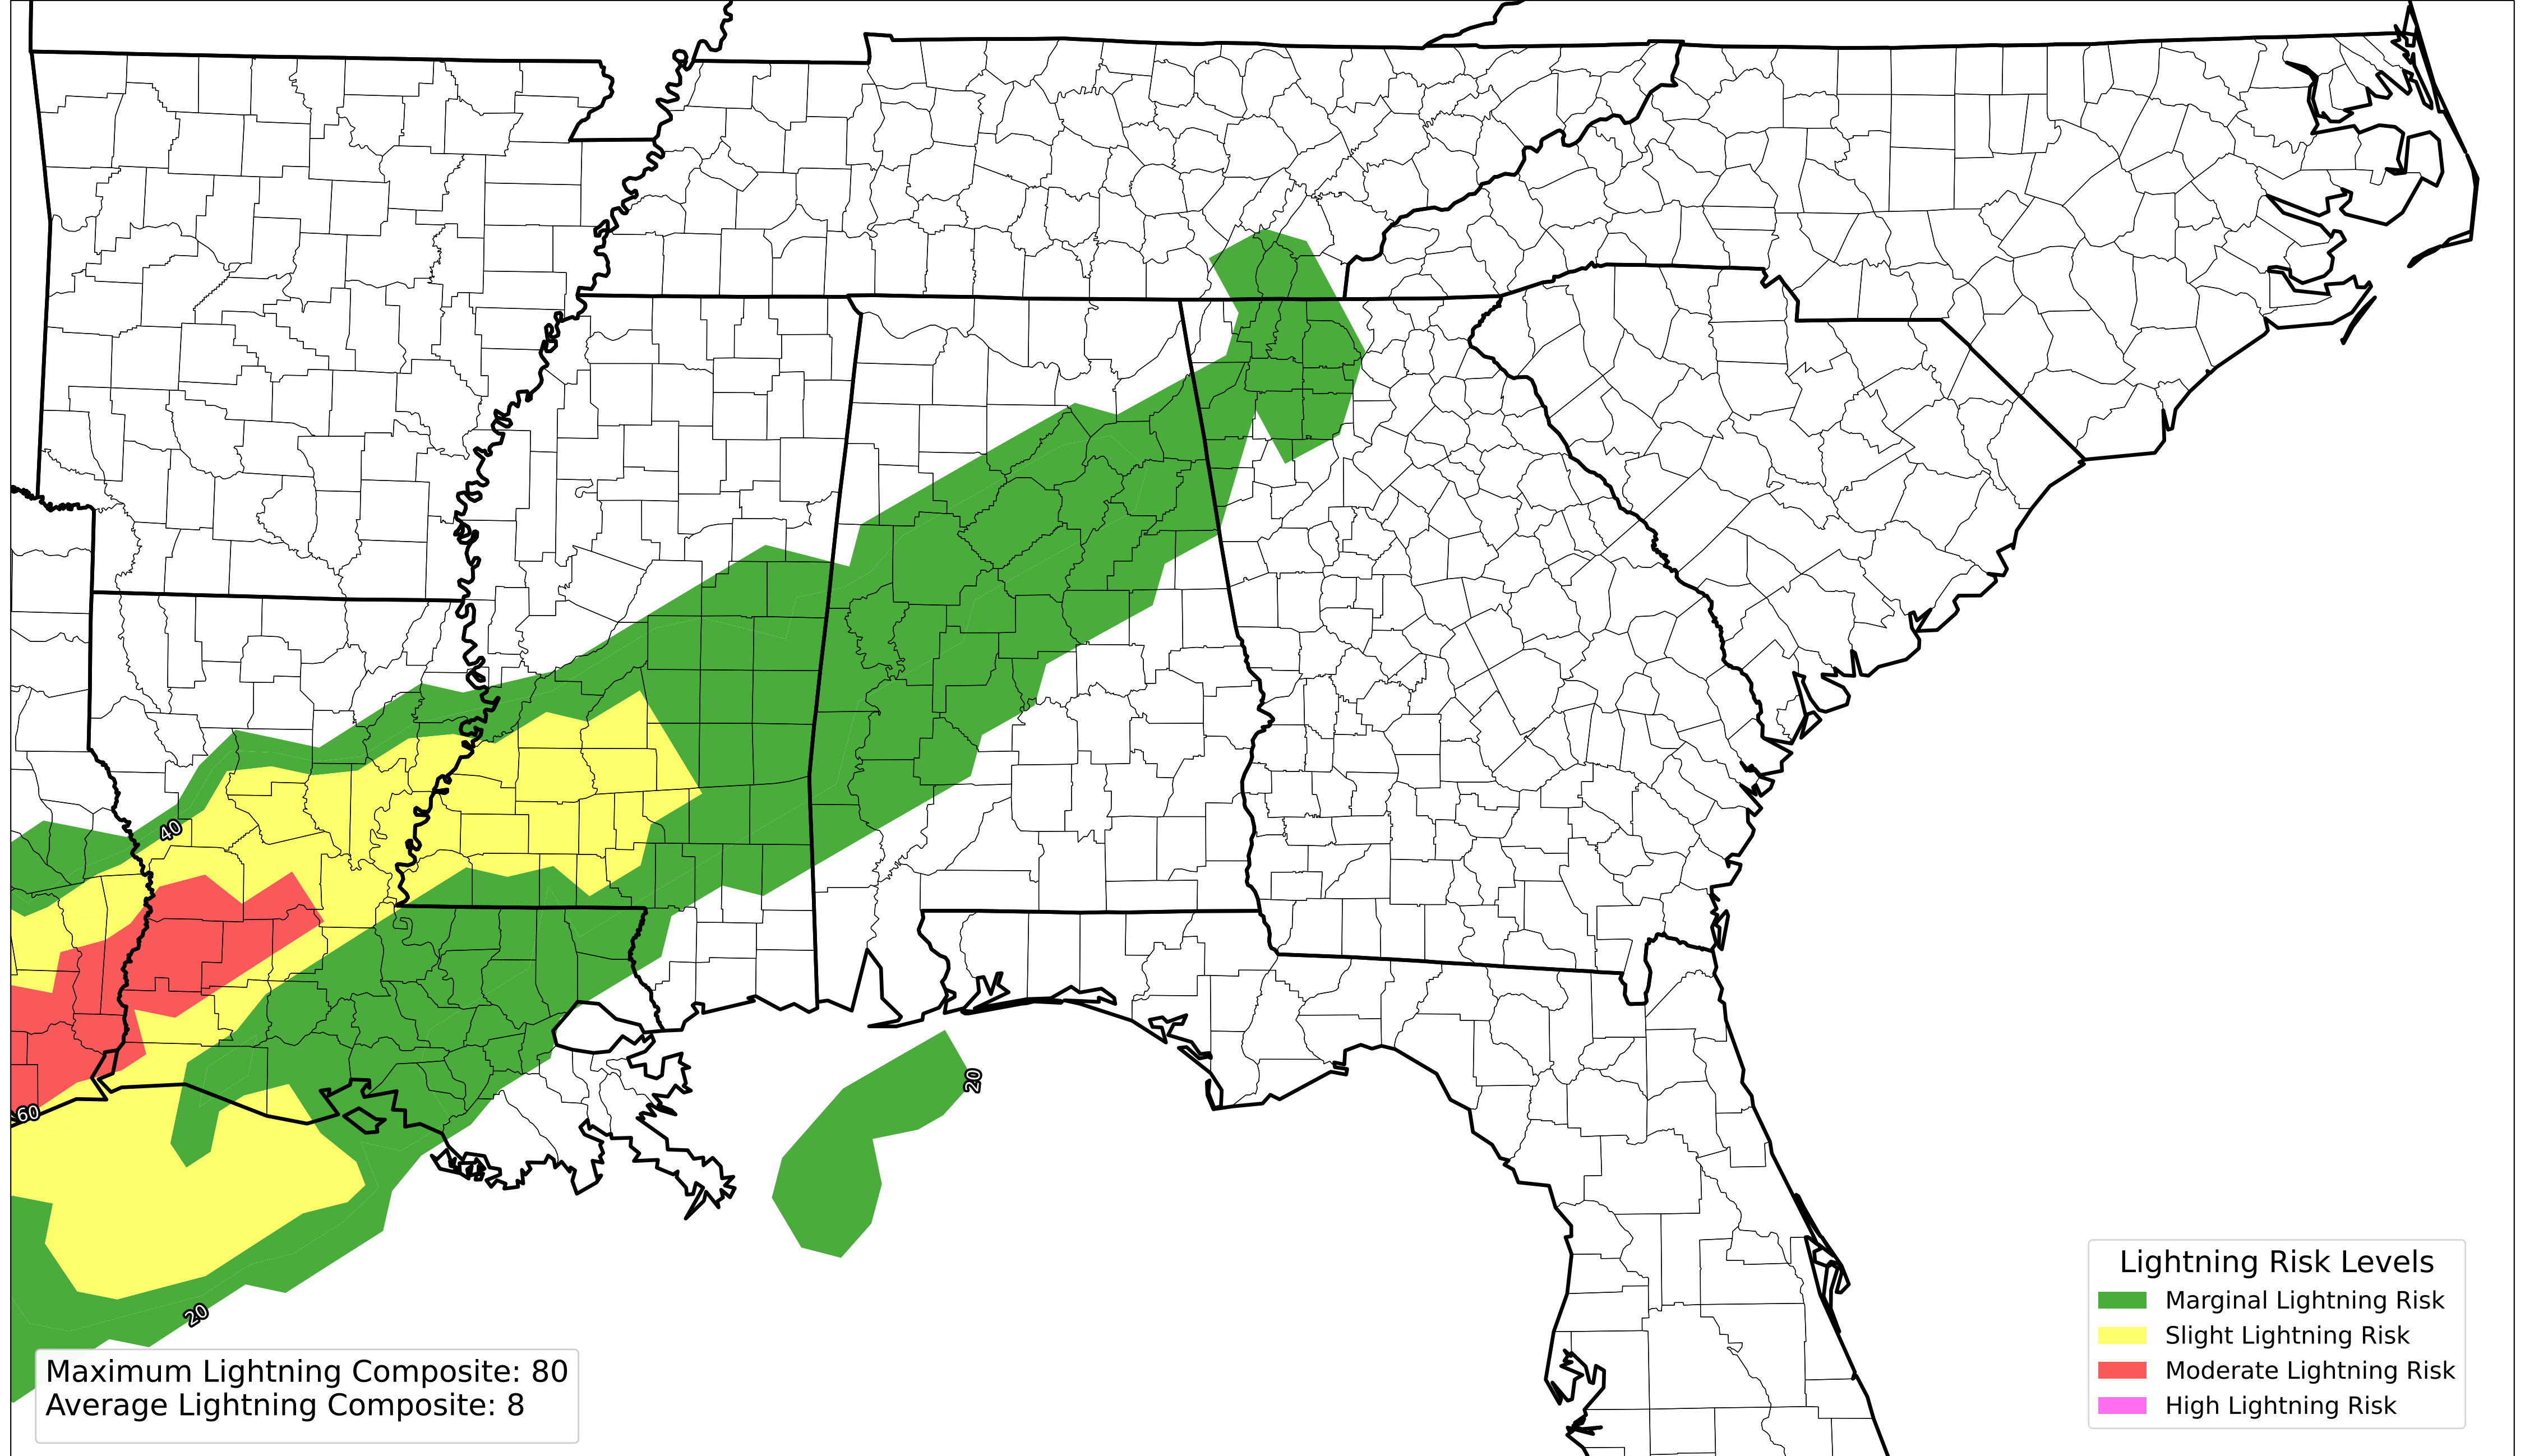 40
60
20
20
Maximum Lightning Composite: 80
Average Lightning Composite: 8
Lightning Risk Levels
Marginal Lightning Risk
Slight Lightning Risk
Moderate Lightning Risk
High Lightning Risk